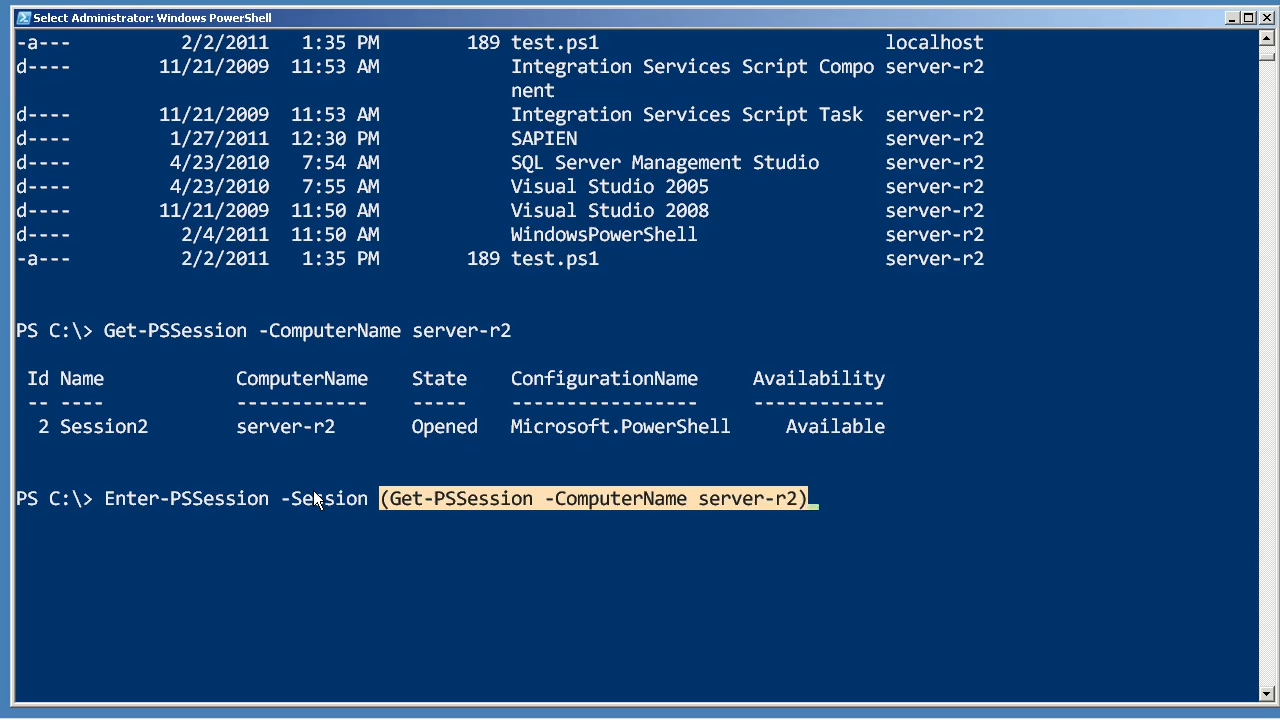 Select Administrator: Windows PowerShell
-a--- 2/2/2011 1:35 PM 189 test.ps1 localhost
d---- 11/21/2009 11:53 AM Integration Services Script Compo server-r2
nent
d---- 11/21/2009 11:53 AM Integration Services Script Task server-r2
d---- 1/27/2011 12:30 PM SAPIEN server-r2
d---- 4/23/2010 7:54 AM SQL Server Management Studio server-r2
d---- 4/23/2010 7:55 AM Visual Studio 2005 server-r2
d---- 11/21/2009 11:50 AM Visual Studio 2008 server-r2
d---- 2/4/2011 11:50 AM WindowsPowerShell server-r2
-a--- 2/2/2011 1:35 PM 189 test.ps1 server-r2
PS C:\> Get-PSSession -ComputerName server-r2
Id Name ComputerName State ConfigurationName Availability
-- ---- ------------ ----- ----------------- ------------
2 Session2 server-r2 Opened Microsoft.PowerShell Available
PS C:\> Enter-PSSession -Session (Get-PSSession -ComputerName server-r2)_